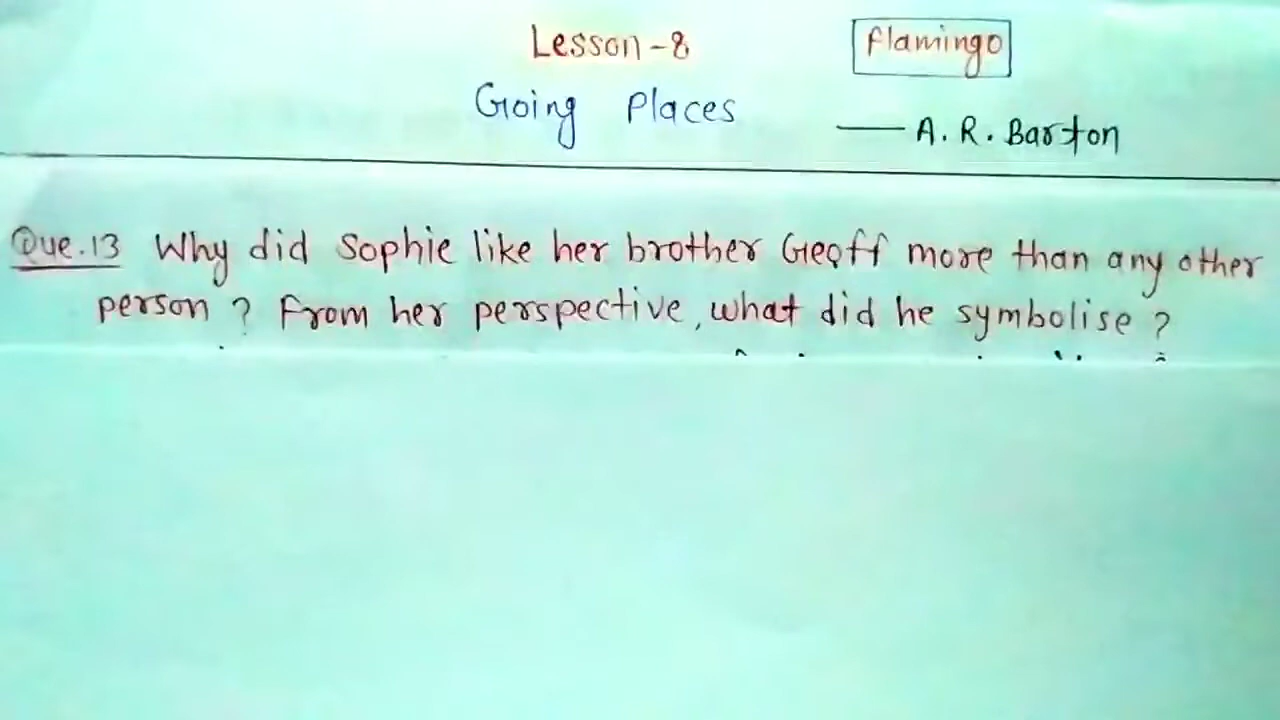 Lesson-8
Flamingo
Going Places
— A. R. Barton
Que.13 Why did Sophie like her brother Geoff more than any other
person? From her perspective, what did he symbolise?